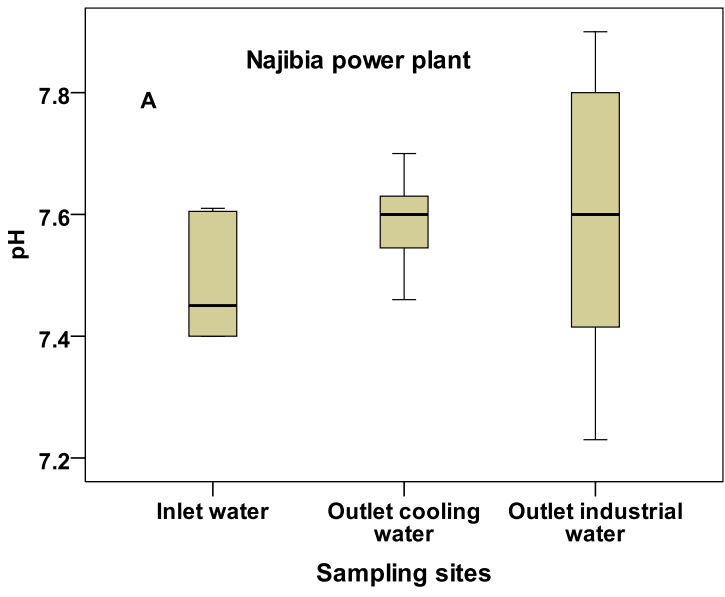 Najibia power plant
A
7.8
7.6
7.4
7.2
pH
Inlet water
Outlet cooling
water
Outlet industrial
water
Sampling sites